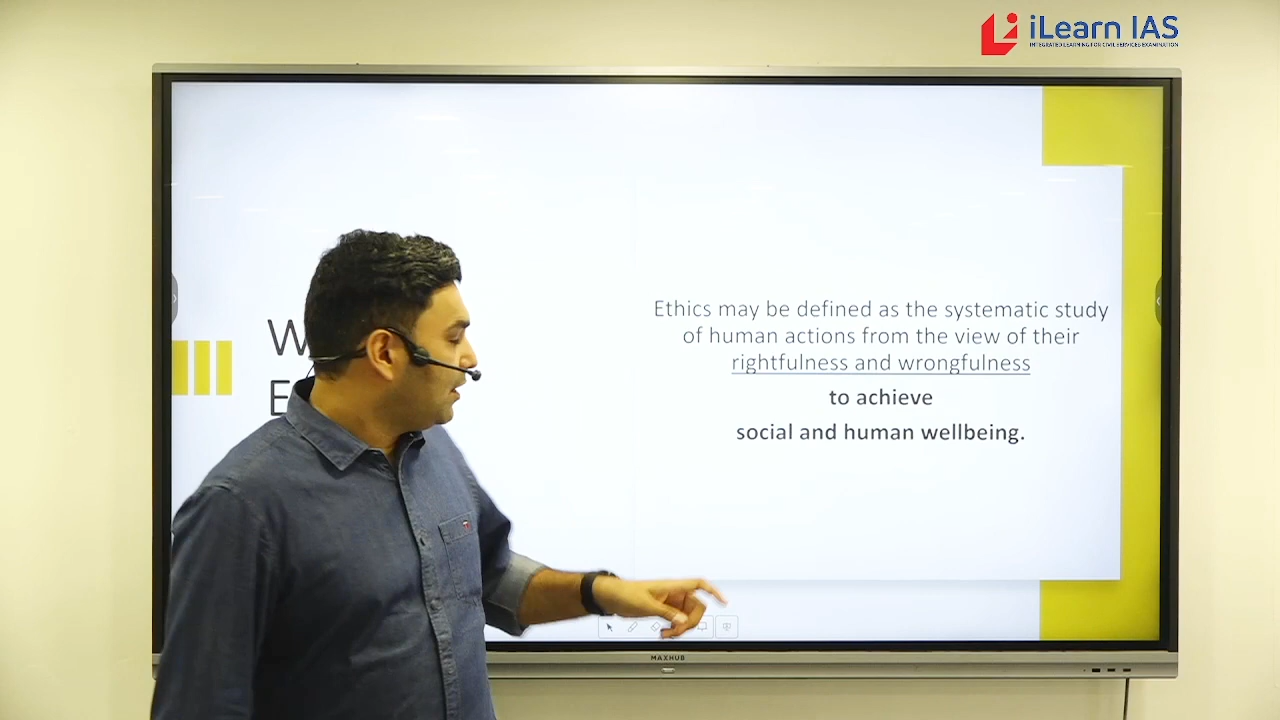 iLearn IAS
INTEGRATED LEARNING FOR CIVIL SERVICES EXAMINATION
Ethics may be defined as the systematic study
of human actions from the view of their
rightfulness and wrongfulness
to achieve
social and human wellbeing.
MAXHUB